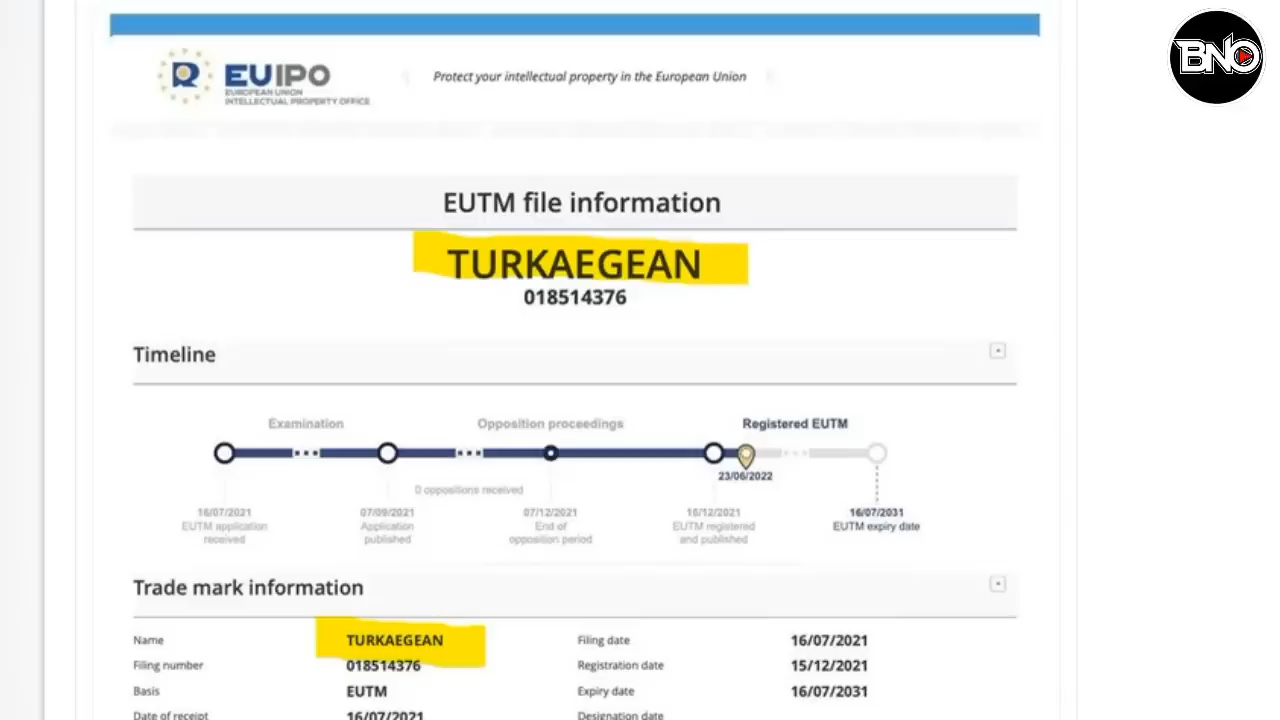 BNO
EUIPO
EUROPEAN UNION
INTELLECTUAL PROPERTY OFFICE
Protect your intellectual property in the European Union
EUTM file information
TURKAEGEAN
018514376
Timeline
Examination
Opposition proceedings
Registered EUTM
23/06/2022
0 oppositions received
16/07/2021
EUTM application
received
07/09/2021
Application
published
07/12/2021
End of
opposition period
EUTM registered
and published
16/07/2031
EUTM expiry date
Trade mark information
Name TURKAEGEAN Filing date 16/07/2021
Filing number 018514376 Registration date 15/12/2021
Basis EUTM Expiry date 16/07/2031
Date of receipt 16/07/2021 Designation date